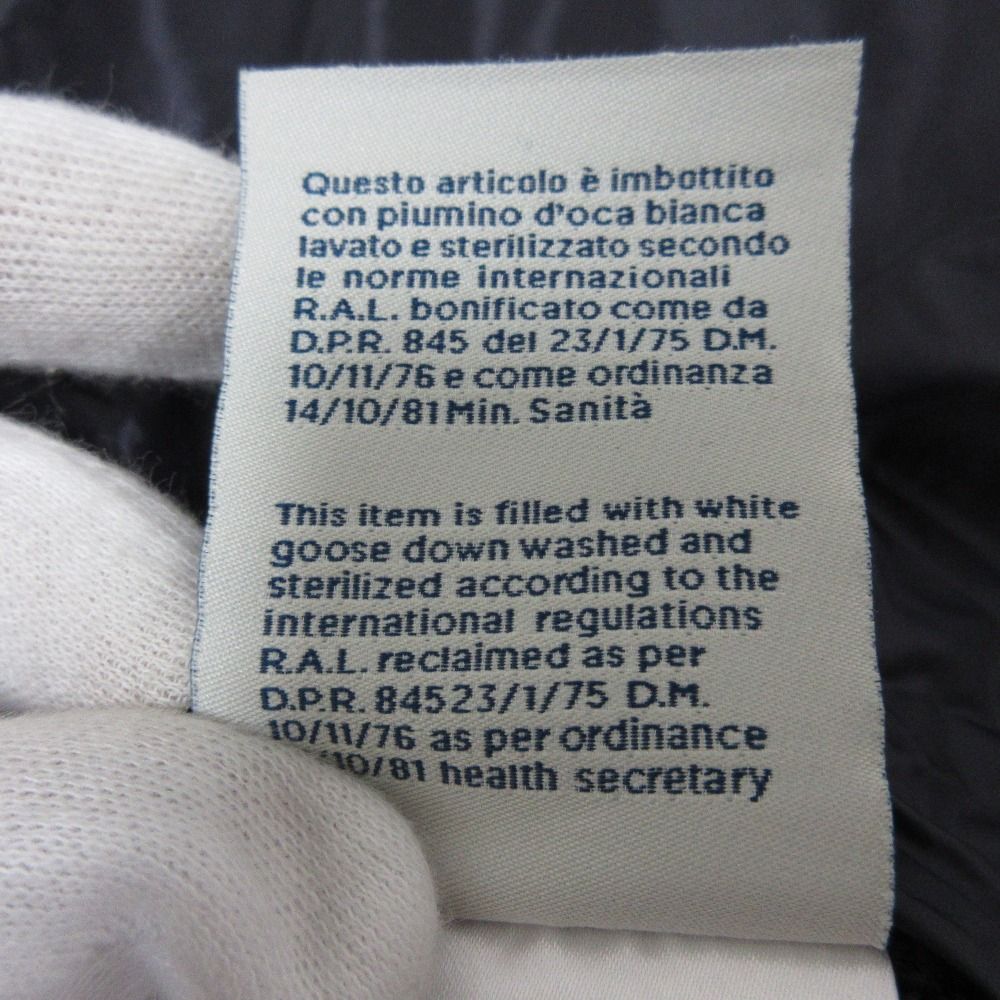 Questo articolo è imbottito
con piumino d'oca bianca
lavato e sterilizzato secondo
le norme internazionali
R.A.L. bonificato come da
D.P.R. 845 del 23/1/75 D.M.
10/11/76 e come ordinanza
14/10/81 Min. Sanità
This item is filled with white
goose down washed and
sterilized according to the
international regulations
R.A.L. reclaimed as per
D.P.R. 84523/1/75 D.M.
10/11/76 as per ordinance
/10/81 health secretary